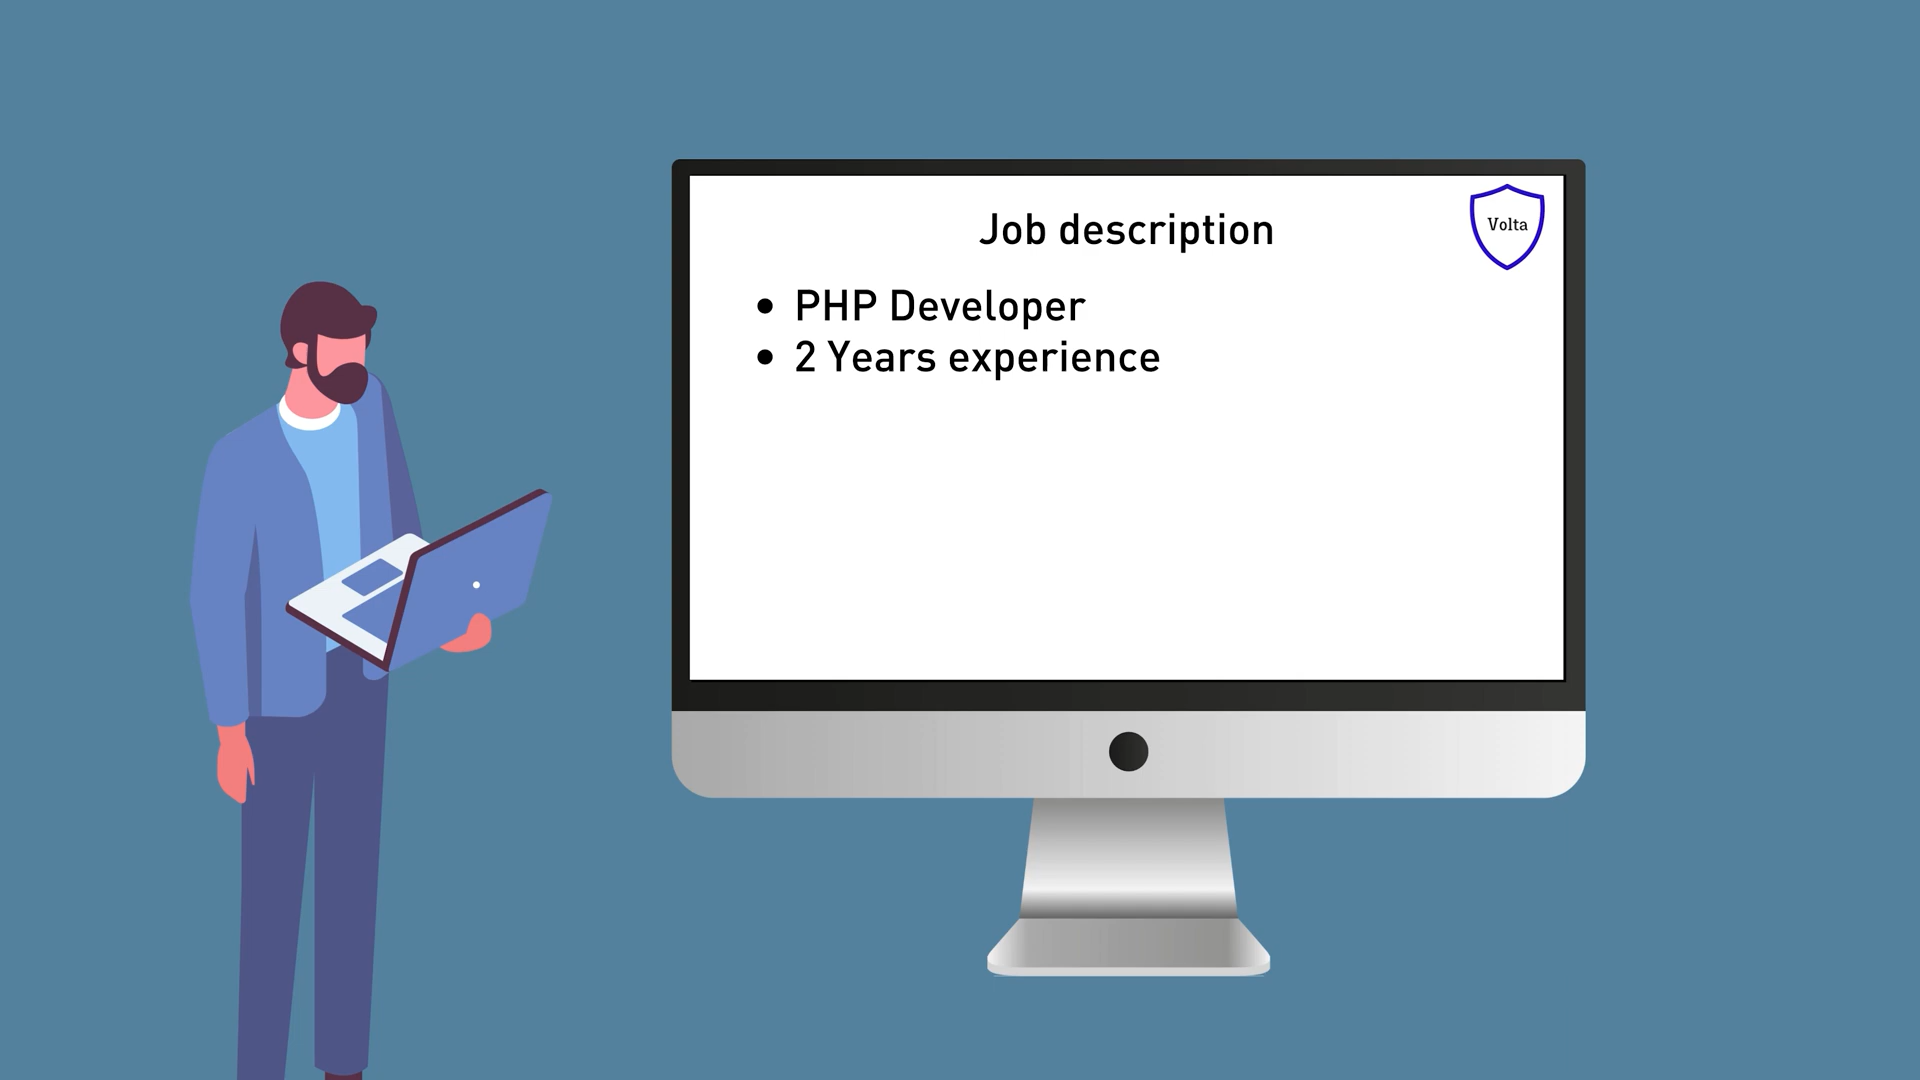 Job description
Volta
• PHP Developer
• 2 Years experience